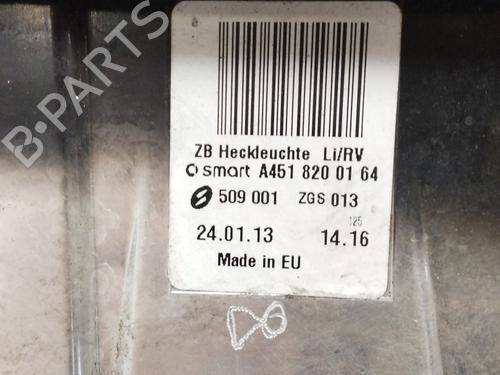 B-PARTS
ZB Heckleuchte Li/RV
smart A451 820 01 64
509 001 ZGS 013
125
24.01.13 14.16
Made in EU